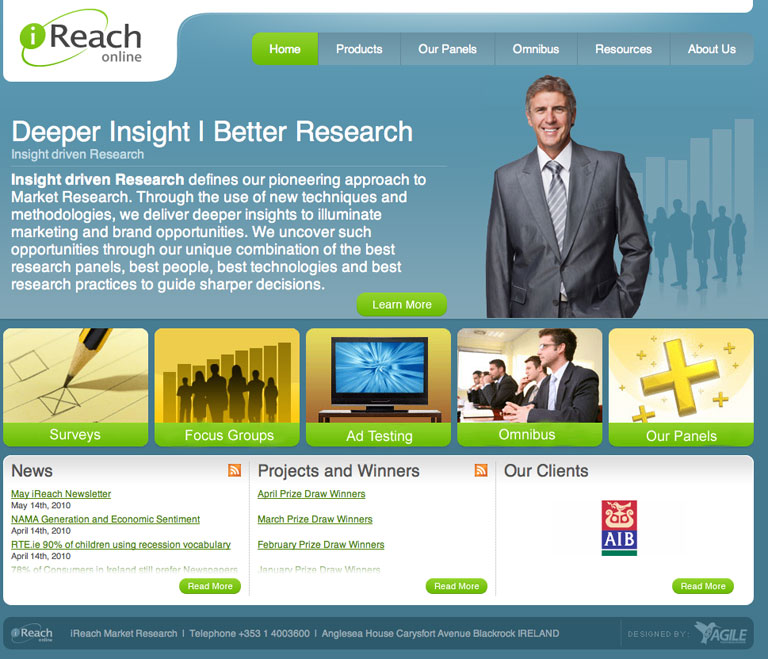 i Reach
online
Home
Products
Our Panels
Omnibus
Resources
About Us
Deeper Insight | Better Research
Insight driven Research
Insight driven Research defines our pioneering approach to
Market Research. Through the use of new techniques and
methodologies, we deliver deeper insights to illuminate
marketing and brand opportunities. We uncover such
opportunities through our unique combination of the best
research panels, best people, best technologies and best
research practices to guide sharper decisions.
Learn More
Surveys
Focus Groups
Ad Testing
Omnibus
Our Panels
News
May iReach Newsletter
May 14th, 2010
NAMA Generation and Economic Sentiment
April 14th, 2010
RTE.ie 90% of children using recession vocabulary
April 14th, 2010
78% of Consumers in Ireland still prefer Newspapers
Read More
Projects and Winners
April Prize Draw Winners
March Prize Draw Winners
February Prize Draw Winners
January Prize Draw Winners
Read More
Our Clients
AIB
Read More
i Reach
online
iReach Market Research | Telephone +353 1 4003600 | Anglesea House Carysfort Avenue Blackrock IRELAND
DESIGNED BY:
AGILE